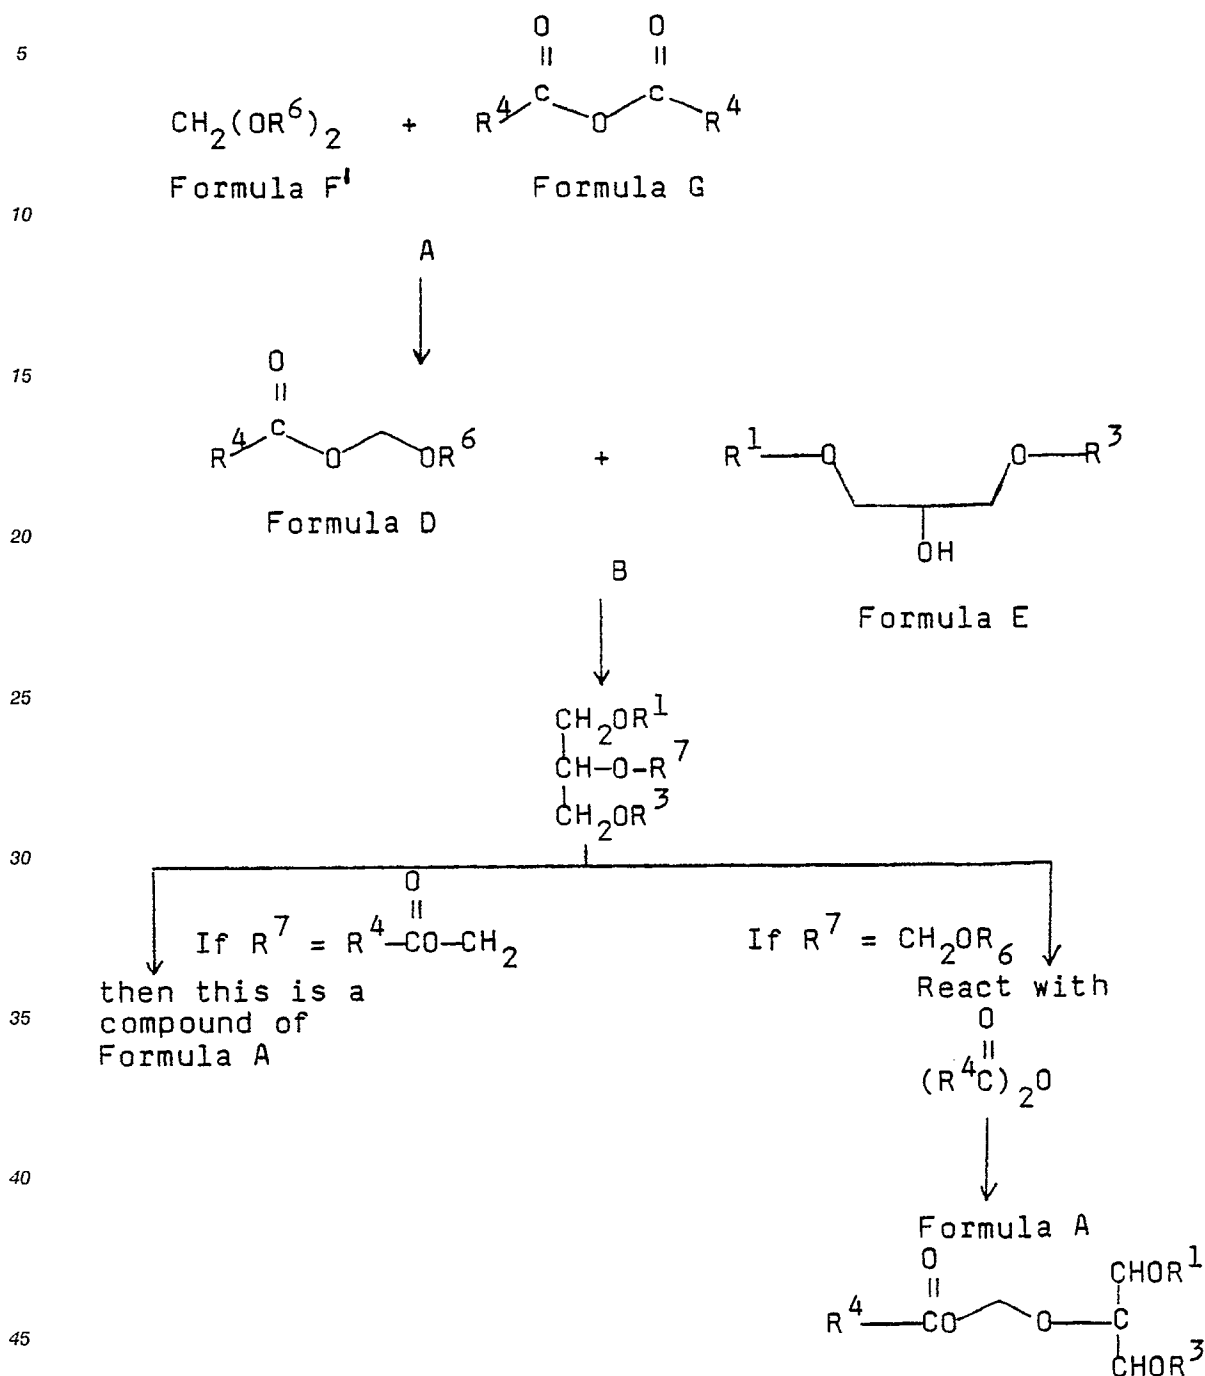 O O
5
|| ||
C C
CH2(OR6)2 + R4 O R4
Formula F' Formula G
10
A
O
15
||
C
R4 O OR6 + R1 O O R3
Formula D
OH
20
B
Formula E
25
CH2OR1
CH-O-R7
CH2OR3
30
O
||
If R7 = R4-CO-CH2 If R7 = CH2OR6
then this is a React with
compound of O
35
Formula A ||
(R4C)2O
40
Formula A
O
|| CHOR1
R4 CO O C
45
CHOR3